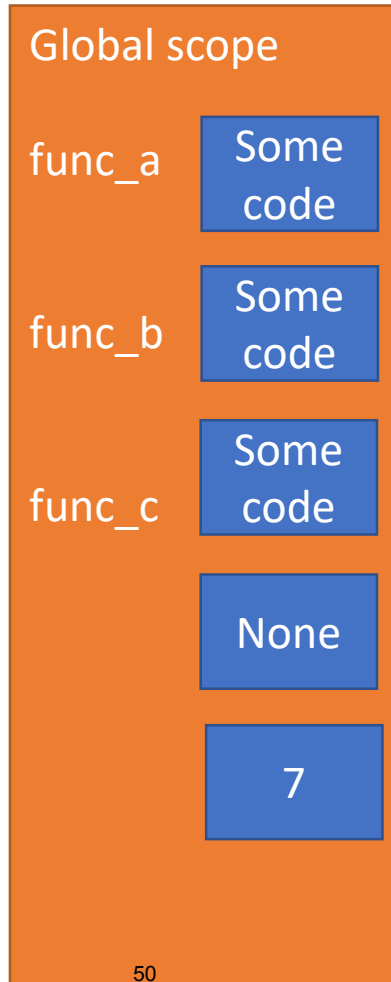 Global scope
func_a
Some
code
func_b
Some
code
func_c
Some
code
None
7
50